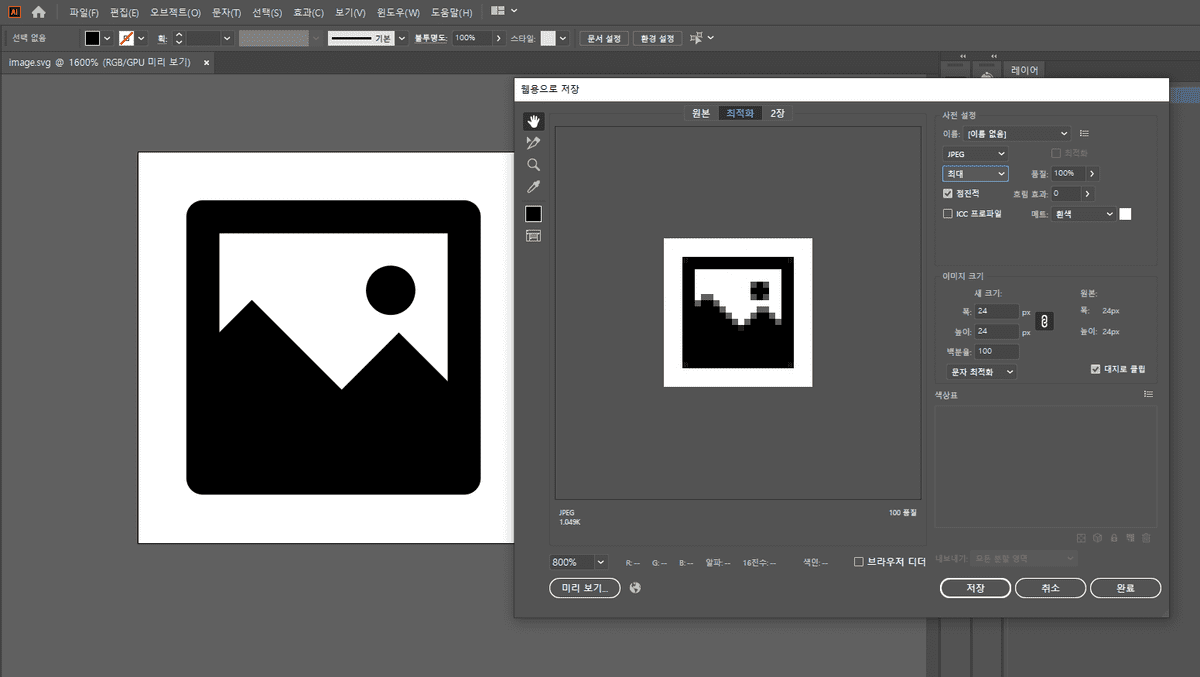 Ai 파일(F) 편집(E) 오브젝트(O) 문자(T) 선택(S) 효과(C) 보기(V) 윈도우(W) 도움말(H)
선택 없음 획: 기본 불투명도: 100% 스타일: 문서 설정 환경 설정
image.svg @ 1600% (RGB/GPU 미리 보기) ×
레이어
웹용으로 저장
원본 최적화 2장
사전 설정
이름: [이름 없음]
JPEG 최적화
최대 품질: 100%
점진적 흐림 효과: 0
ICC 프로파일 매트: 흰색
이미지 크기
새 크기: 원본:
폭: 24 px 폭: 24px
높이: 24 px 높이: 24px
백분율: 100
문자 최적화 대지로 클립
색상표
JPEG 100 품질
1.049K
내보내기: 모든 분할 영역
800% R: -- G: -- B: -- 알파: -- 16진수: -- 색인: -- 브라우저 디더
미리 보기... 저장 취소 완료